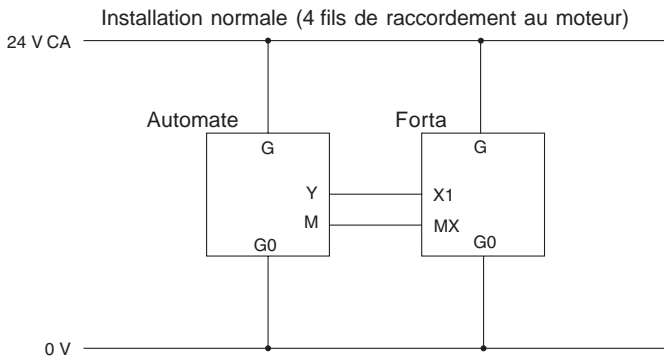 Installation normale (4 fils de raccordement au moteur)
24 V CA
Automate
Forta
G
G
Y
X1
M
MX
G0
G0
0 V